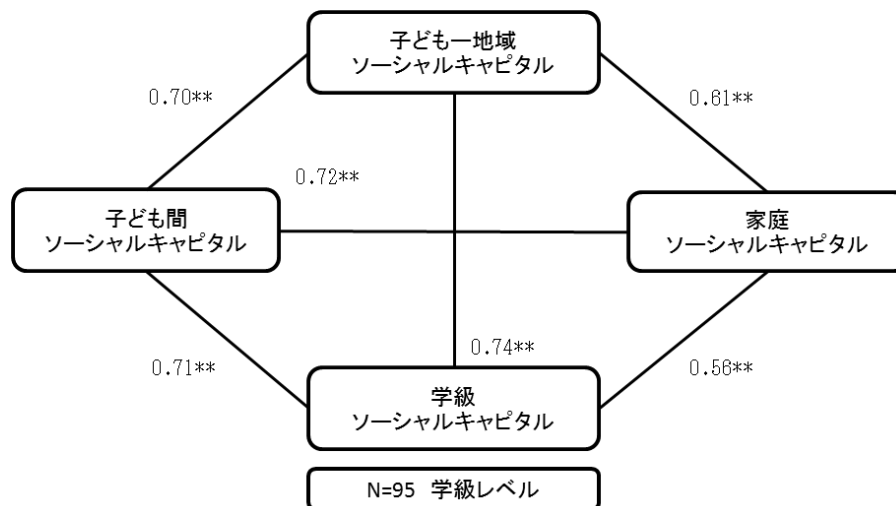 子ども一地域
ソーシャルキャピタル
0.70**
0.61**
0.72**
子ども間
ソーシャルキャピタル
家庭
ソーシャルキャピタル
0.71**
0.74**
0.56**
学級
ソーシャルキャピタル
N=95 学級レベル